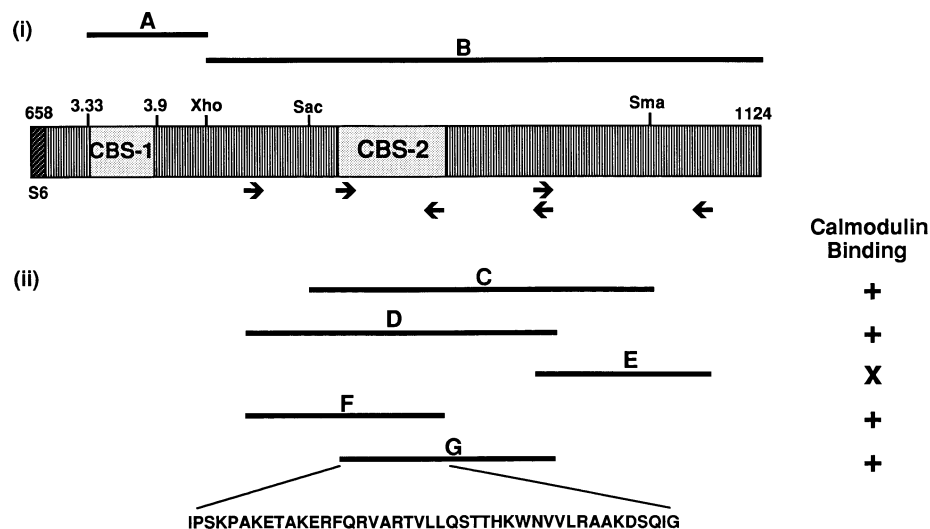 (i)
A
B
658 3.33 3.9 Xho Sac Sma 1124
CBS-1 CBS-2
S6
Calmodulin
Binding
(ii)
C +
D +
E X
F +
G +
IPSKPAKETAKERFQRVARTVLLQSTTHKWNVVLRAAKDSQIG